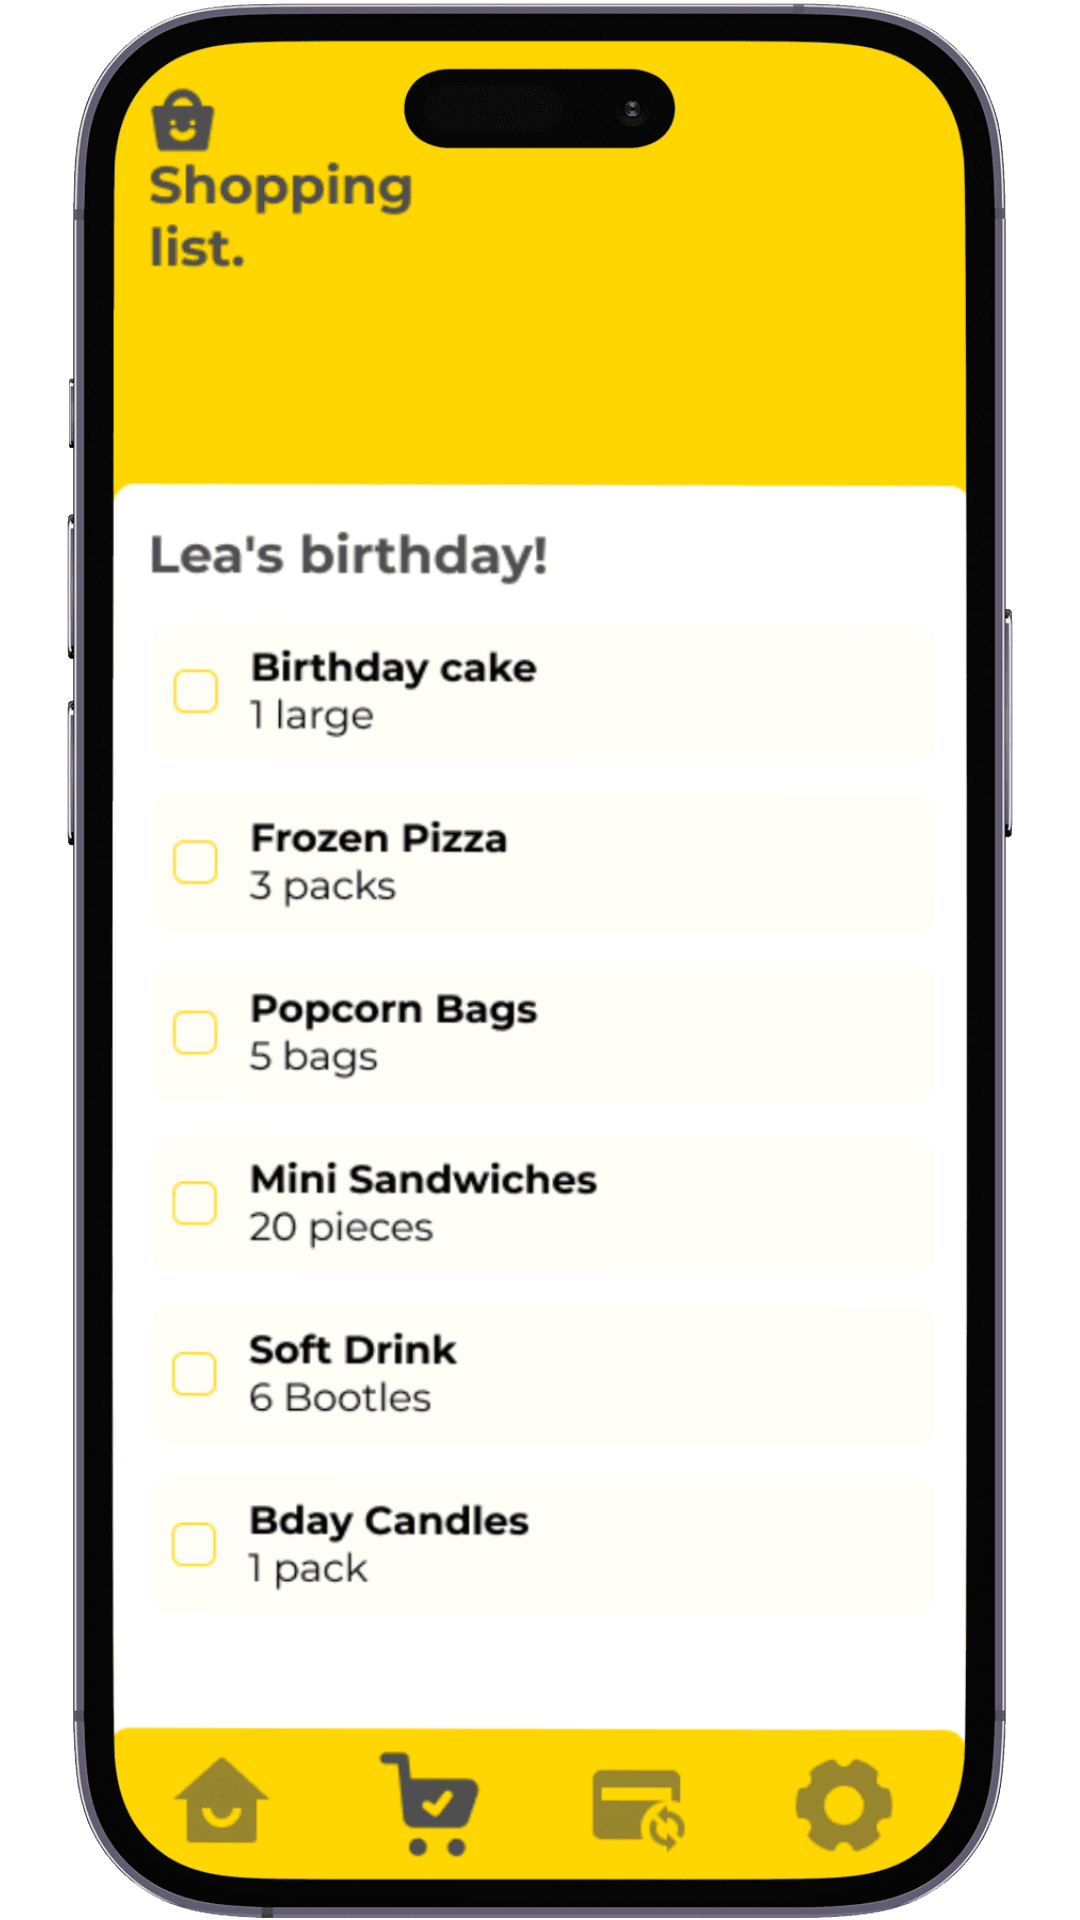 Shopping
list.
Lea's birthday!
Birthday cake
1 large
Frozen Pizza
3 packs
Popcorn Bags
5 bags
Mini Sandwiches
20 pieces
Soft Drink
6 Bootles
Bday Candles
1 pack